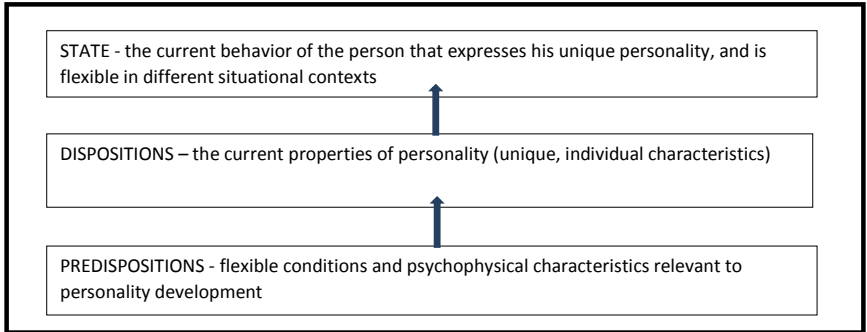 STATE - the current behavior of the person that expresses his unique personality, and is
flexible in different situational contexts
DISPOSITIONS – the current properties of personality (unique, individual characteristics)
PREDISPOSITIONS - flexible conditions and psychophysical characteristics relevant to
personality development